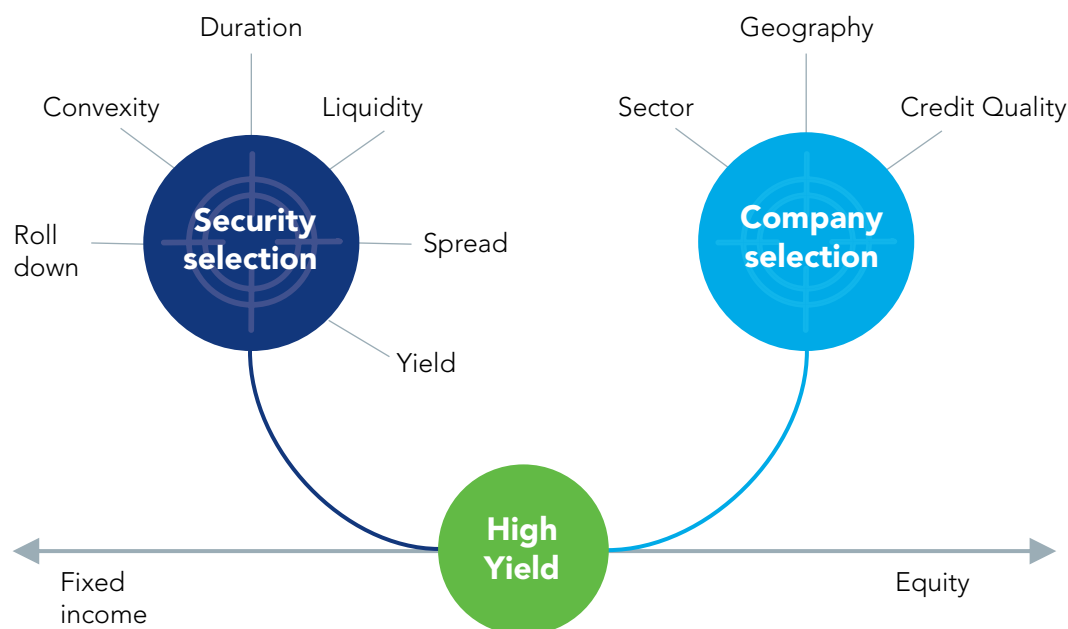 Duration
Geography
Convexity
Liquidity
Sector
Credit Quality
Security
selection
Company
selection
Roll
down
Spread
Yield
High
Yield
Fixed
income
Equity